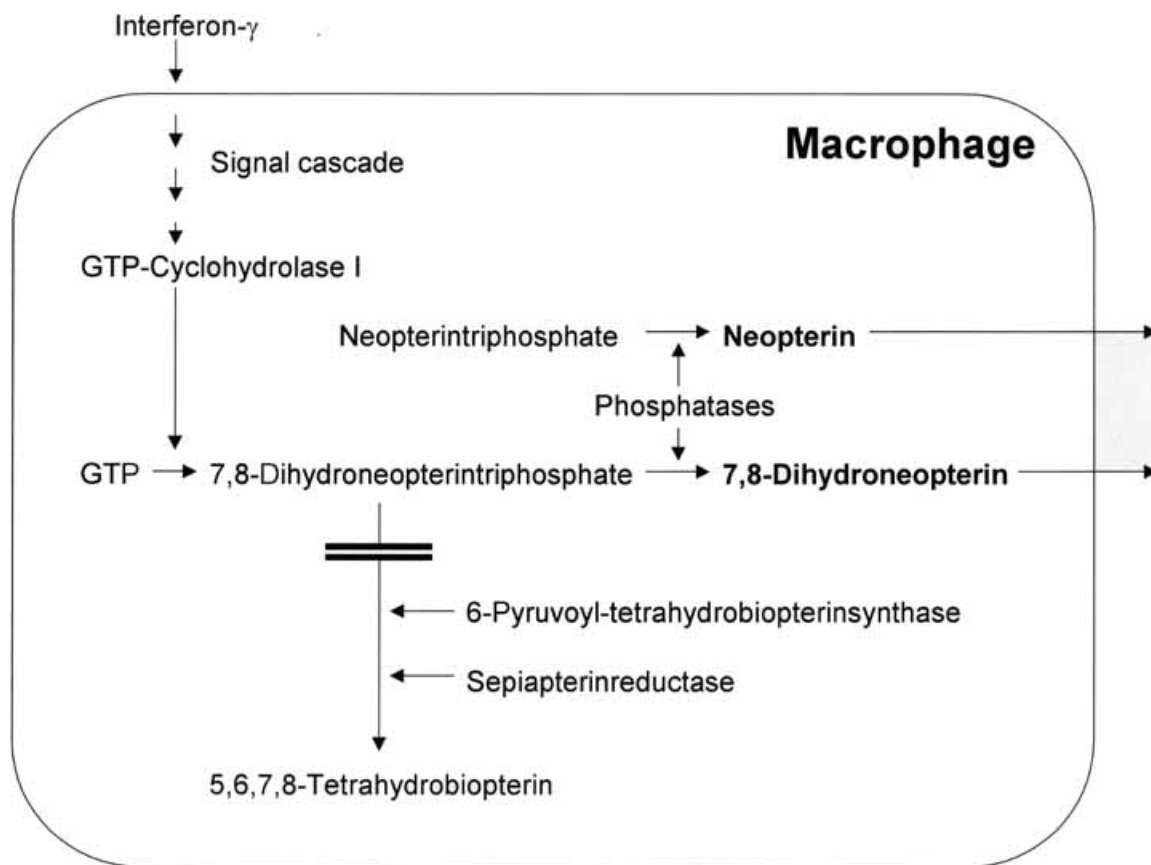 Interferon-γ
Macrophage
Signal cascade
GTP-Cyclohydrolase I
Neopterintriphosphate
Neopterin
Phosphatases
GTP
7,8-Dihydroneopterintriphosphate
7,8-Dihydroneopterin
6-Pyruvoyl-tetrahydrobiopterinsynthase
Sepiapterinreductase
5,6,7,8-Tetrahydrobiopterin